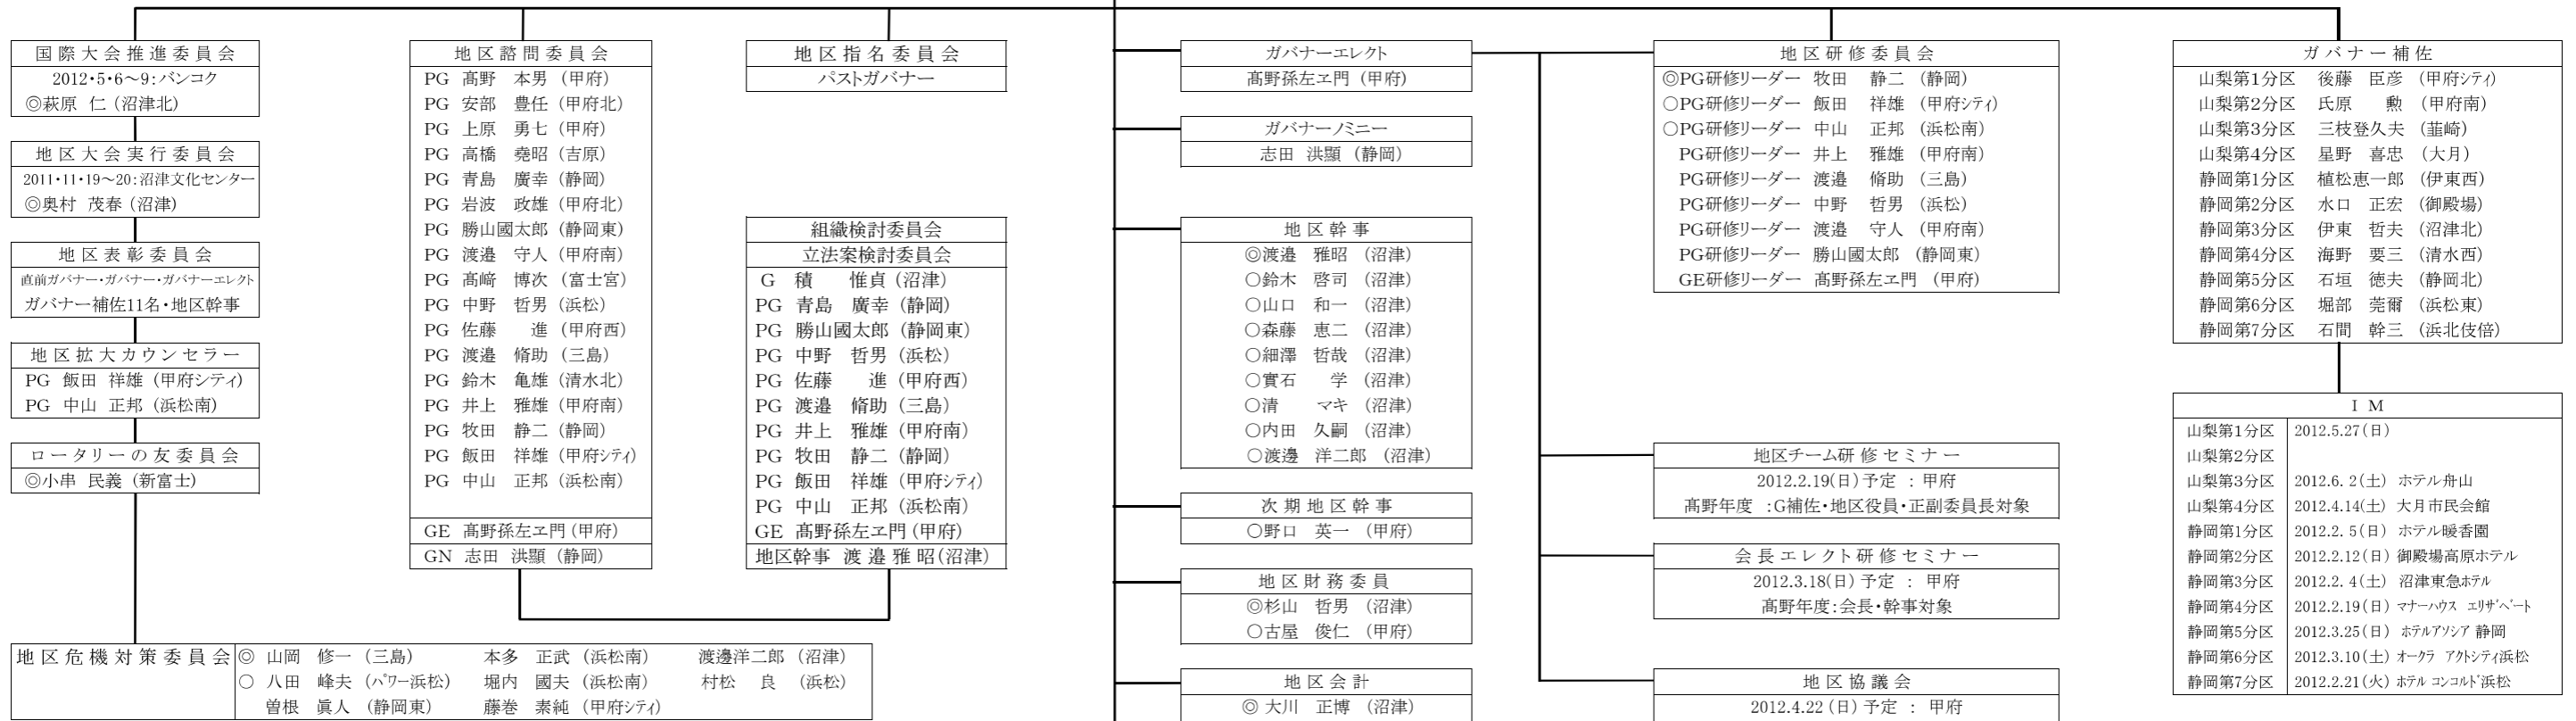 国際大会推進委員会
2012・5・6～9：バンコク
◎萩原 仁（沼津北）
地区大会実行委員会
2011・11・19～20：沼津文化センター
◎奥村 茂春（沼津）
地区表彰委員会
直前ガバナー・ガバナー・ガバナーエレクト
ガバナー補佐11名・地区幹事
地区拡大カウンセラー
PG 飯田 祥雄（甲府シティ）
PG 中山 正邦（浜松南）
ロータリーの友委員会
◎小串 民義（新富士）
地区諮問委員会
PG 髙野 本男（甲府）
PG 安部 豊任（甲府北）
PG 上原 勇七（甲府）
PG 高橋 堯昭（吉原）
PG 青島 廣幸（静岡）
PG 岩波 政雄（甲府北）
PG 勝山國太郎（静岡東）
PG 渡邉 守人（甲府南）
PG 髙﨑 博次（富士宮）
PG 中野 哲男（浜松）
PG 佐藤 進（甲府西）
PG 渡邉 脩助（三島）
PG 鈴木 亀雄（清水北）
PG 井上 雅雄（甲府南）
PG 牧田 静二（静岡）
PG 飯田 祥雄（甲府シティ）
PG 中山 正邦（浜松南）
GE 髙野孫左ヱ門（甲府）
GN 志田 洪顯（静岡）
地区指名委員会
パストガバナー
組織検討委員会
立法案検討委員会
G 積 惟貞（沼津）
PG 青島 廣幸（静岡）
PG 勝山國太郎（静岡東）
PG 中野 哲男（浜松）
PG 佐藤 進（甲府西）
PG 渡邉 脩助（三島）
PG 井上 雅雄（甲府南）
PG 牧田 静二（静岡）
PG 飯田 祥雄（甲府シティ）
PG 中山 正邦（浜松南）
GE 髙野孫左ヱ門（甲府）
地区幹事 渡邉雅昭（沼津）
地区危機対策委員会
◎ 山岡 修一（三島） 本多 正武（浜松南） 渡邊洋二郎（沼津）
○ 八田 峰夫（パワー浜松） 堀内 國夫（浜松南） 村松 良（浜松）
曽根 眞人（静岡東） 藤巻 素純（甲府シティ）
ガバナーエレクト
髙野孫左ヱ門（甲府）
ガバナーノミニー
志田 洪顯（静岡）
地区幹事
◎渡邉 雅昭（沼津）
○鈴木 啓司（沼津）
○山口 和一（沼津）
○森藤 恵二（沼津）
○細澤 哲哉（沼津）
○實石 学（沼津）
○清 マキ（沼津）
○内田 久嗣（沼津）
○渡邊 洋二郎（沼津）
次期地区幹事
○野口 英一（甲府）
地区財務委員
◎杉山 哲男（沼津）
○古屋 俊仁（甲府）
地区会計
◎ 大川 正博（沼津）
地区研修委員会
◎PG研修リーダー 牧田 静二（静岡）
○PG研修リーダー 飯田 祥雄（甲府シティ）
○PG研修リーダー 中山 正邦（浜松南）
PG研修リーダー 井上 雅雄（甲府南）
PG研修リーダー 渡邉 脩助（三島）
PG研修リーダー 中野 哲男（浜松）
PG研修リーダー 渡邉 守人（甲府南）
PG研修リーダー 勝山國太郎（静岡東）
GE研修リーダー 髙野孫左ヱ門（甲府）
地区チーム研修セミナー
2012.2.19(日)予定 ： 甲府
髙野年度 ：G補佐・地区役員・正副委員長対象
会長エレクト研修セミナー
2012.3.18(日)予定 ： 甲府
髙野年度：会長・幹事対象
地区協議会
2012.4.22（日）予定 ： 甲府
ガバナー補佐
山梨第1分区 後藤 臣彦（甲府シティ）
山梨第2分区 氏原 勲（甲府南）
山梨第3分区 三枝登久夫（韮崎）
山梨第4分区 星野 喜忠（大月）
静岡第1分区 植松恵一郎（伊東西）
静岡第2分区 水口 正宏（御殿場）
静岡第3分区 伊東 哲夫（沼津北）
静岡第4分区 海野 要三（清水西）
静岡第5分区 石垣 徳夫（静岡北）
静岡第6分区 堀部 莞爾（浜松東）
静岡第7分区 石間 幹三（浜北伎倍）
I M
山梨第1分区 2012.5.27(日)
山梨第2分区
山梨第3分区 2012.6. 2(土) ホテル舟山
山梨第4分区 2012.4.14(土) 大月市民会館
静岡第1分区 2012.2. 5(日) ホテル暖香園
静岡第2分区 2012.2.12(日) 御殿場高原ホテル
静岡第3分区 2012.2. 4(土) 沼津東急ホテル
静岡第4分区 2012.2.19(日) マナーハウス エリザベート
静岡第5分区 2012.3.25(日) ホテルアソシア 静岡
静岡第6分区 2012.3.10(土) オークラ アクトシティ浜松
静岡第7分区 2012.2.21(火) ホテル コンコルド浜松